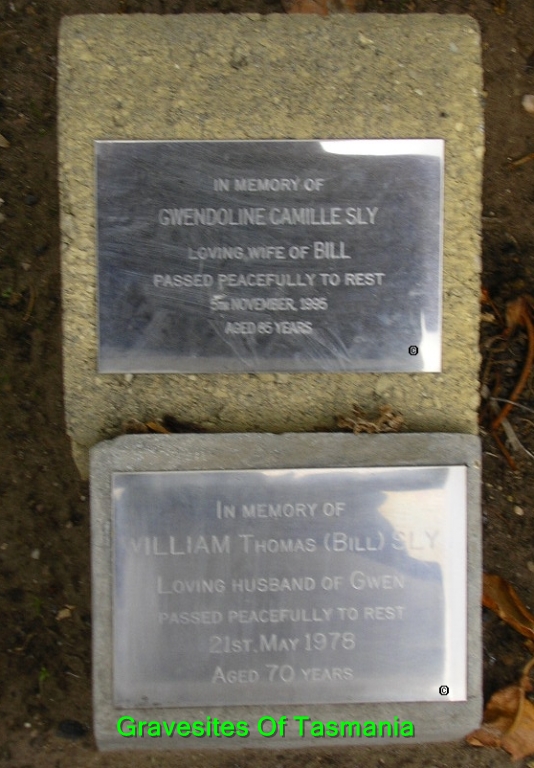 IN MEMORY OF
GWENDOLINE CAMILLE SLY
LOVING WIFE OF BILL
PASSED PEACEFULLY TO REST
5TH NOVEMBER, 1995
AGED 85 YEARS
©
IN MEMORY OF
WILLIAM THOMAS (BILL) SLY
LOVING HUSBAND OF GWEN
PASSED PEACEFULLY TO REST
21ST. MAY 1978
AGED 70 YEARS
©
Gravesites Of Tasmania